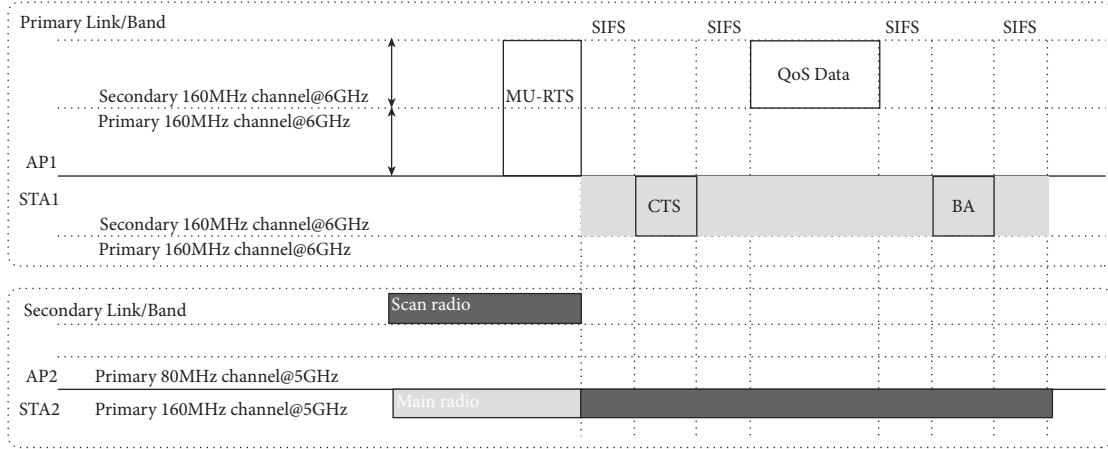 Primary Link/Band
SIFS SIFS SIFS SIFS
QoS Data
Secondary 160MHz channel@6GHz
MU-RTS
Primary 160MHz channel@6GHz
AP1
STA1
CTS BA
Secondary 160MHz channel@6GHz
Primary 160MHz channel@6GHz
Secondary Link/Band
Scan radio
AP2 Primary 80MHz channel@5GHz
STA2 Primary 160MHz channel@5GHz
Main radio